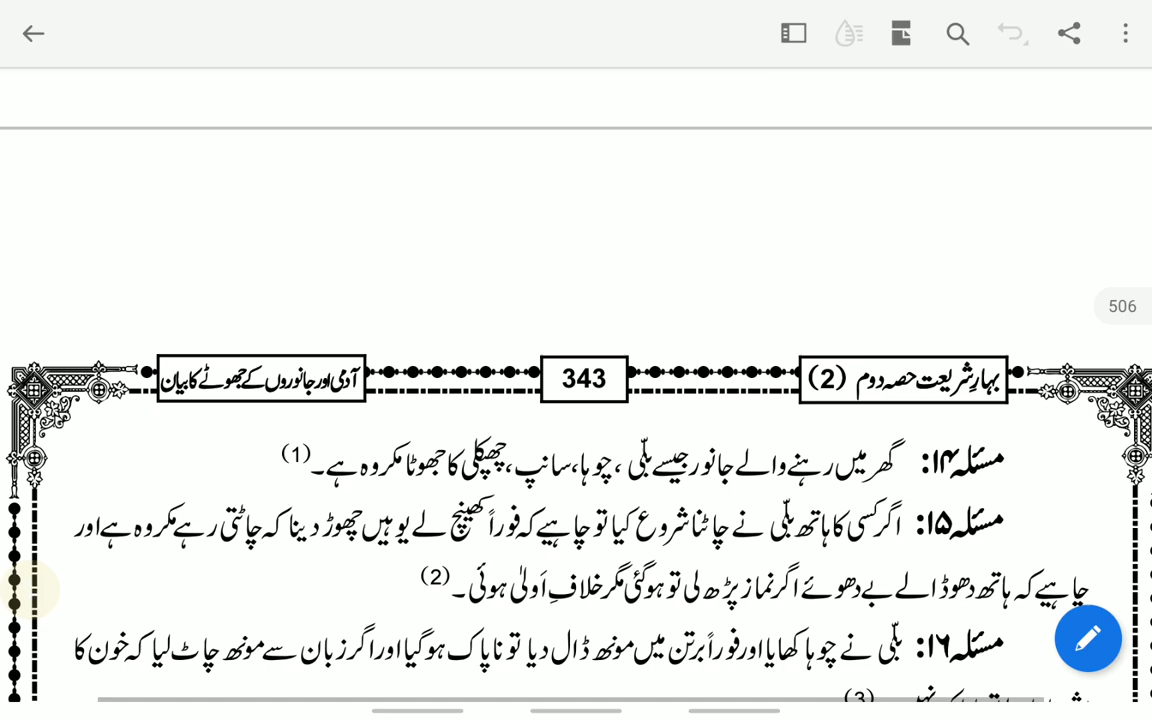 506
بہارِشریعت حصہ دوم (2)
343
آدمی اور جانوروں کے جھوٹے کا بیان
مسئلہ ۱۴: گھر میں رہنے والے جانور جیسے بلّی ، چوہا، سانپ، چھپکلی کا جھوٹا مکروہ ہے۔(1)
مسئلہ ۱۵: اگر کسی کا ہاتھ بلّی نے چاٹنا شروع کیا تو چاہیے کہ فوراً کھینچ لے یوہیں چھوڑ دینا کہ چاٹتی رہے مکروہ ہے اور
چاہیے کہ ہاتھ دھو ڈالے بے دھوئے اگر نماز پڑھ لی تو ہوگئی مگر خلافِ اَولیٰ ہوئی۔(2)
مسئلہ ۱۶: بلّی نے چوہا کھایا اور فوراً برتن میں مونھ ڈال دیا تو ناپاک ہوگیا اور اگر زبان سے مونھ چاٹ لیا کہ خون کا
(3)